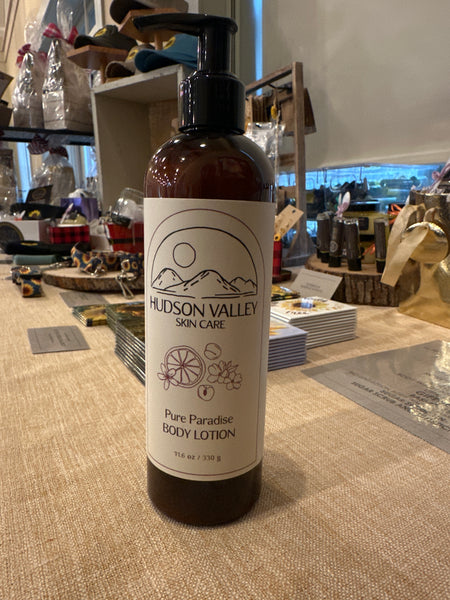 HUDSON VALLEY
SKIN CARE
Pure Paradise
BODY LOTION
11.6 oz / 330 g